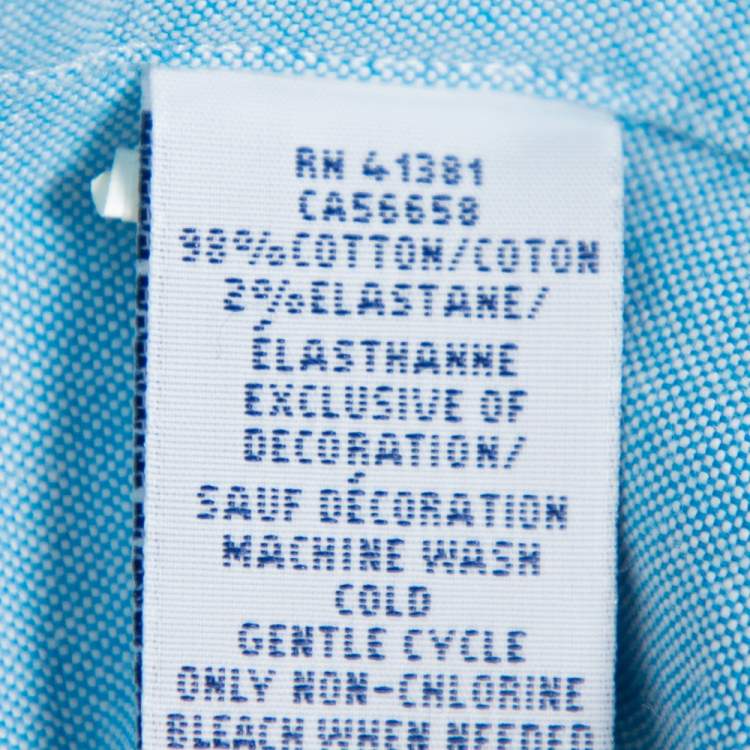 RN 41381
CA56658
98%COTTON/COTON
2%ELASTANE/
ÉLASTHANNE
EXCLUSIVE OF
DECORATION/
SAUF DÉCORATION
MACHINE WASH
COLD
GENTLE CYCLE
ONLY NON-CHLORINE
BLEACH WHEN NEEDED